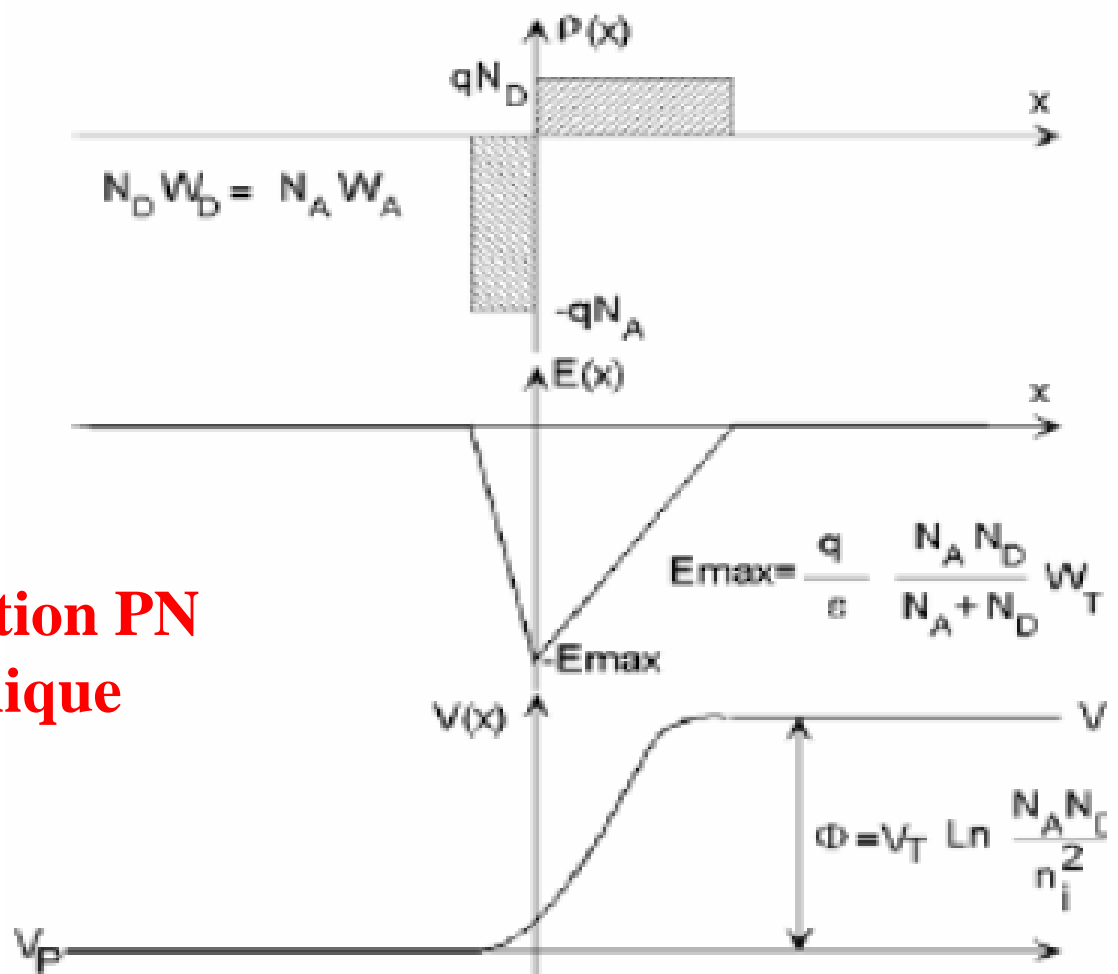 ρ(x)
qN_D
x
N_D W_D = N_A W_A
-qN_A
E(x)
x
Emax= q/ε N_A N_D/N_A + N_D W_T
tion PN
-Emax
nique
V(x)
V
Φ=V_T Ln N_A N_D/n_i^2
V_P